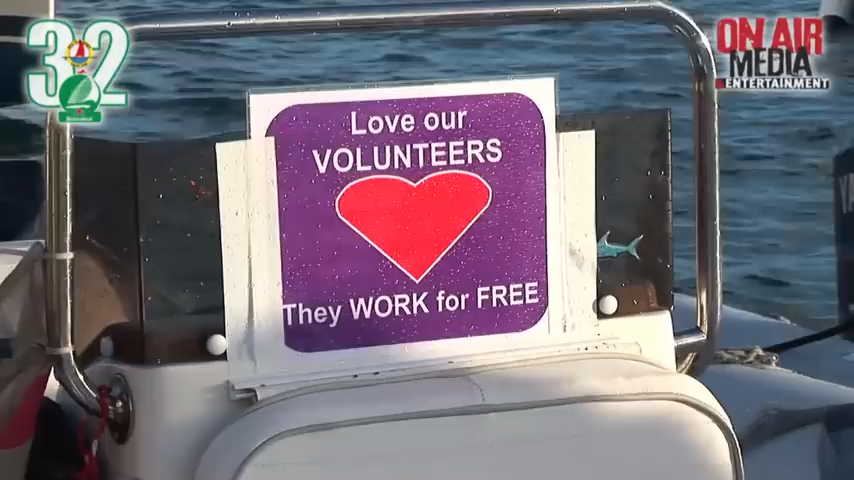 32
ON AIR
MEDIA
ENTERTAINMENT
Love our
VOLUNTEERS
They WORK for FREE